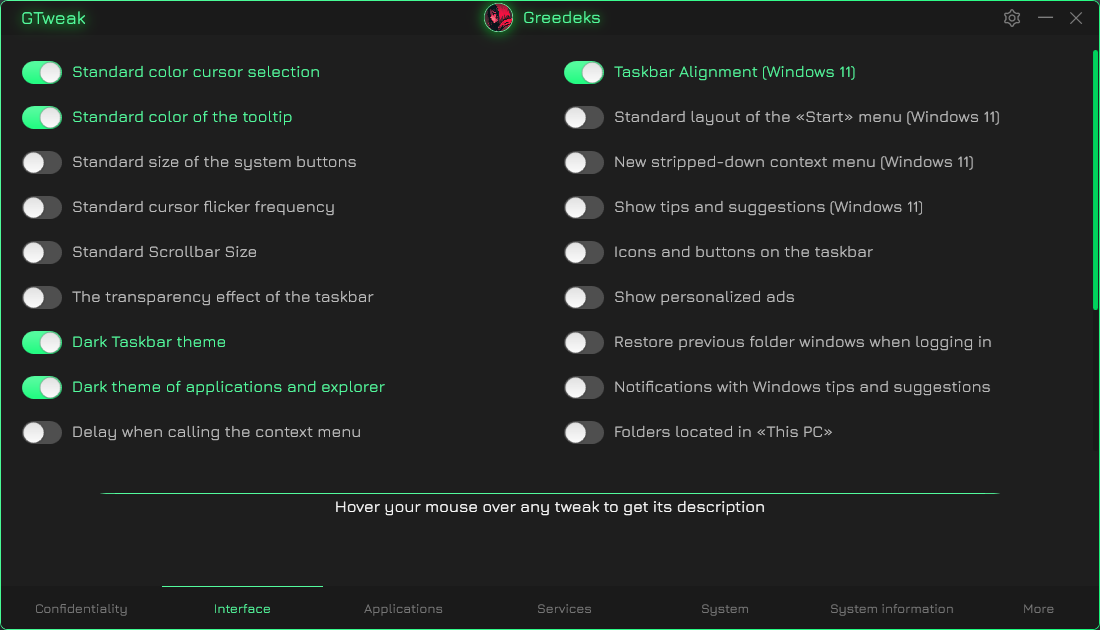 GTweak
Greedeks
Standard color cursor selection
Standard color of the tooltip
Standard size of the system buttons
Standard cursor flicker frequency
Standard Scrollbar Size
The transparency effect of the taskbar
Dark Taskbar theme
Dark theme of applications and explorer
Delay when calling the context menu
Taskbar Alignment (Windows 11)
Standard layout of the «Start» menu (Windows 11)
New stripped-down context menu (Windows 11)
Show tips and suggestions (Windows 11)
Icons and buttons on the taskbar
Show personalized ads
Restore previous folder windows when logging in
Notifications with Windows tips and suggestions
Folders located in «This PC»
Hover your mouse over any tweak to get its description
Confidentiality
Interface
Applications
Services
System
System information
More